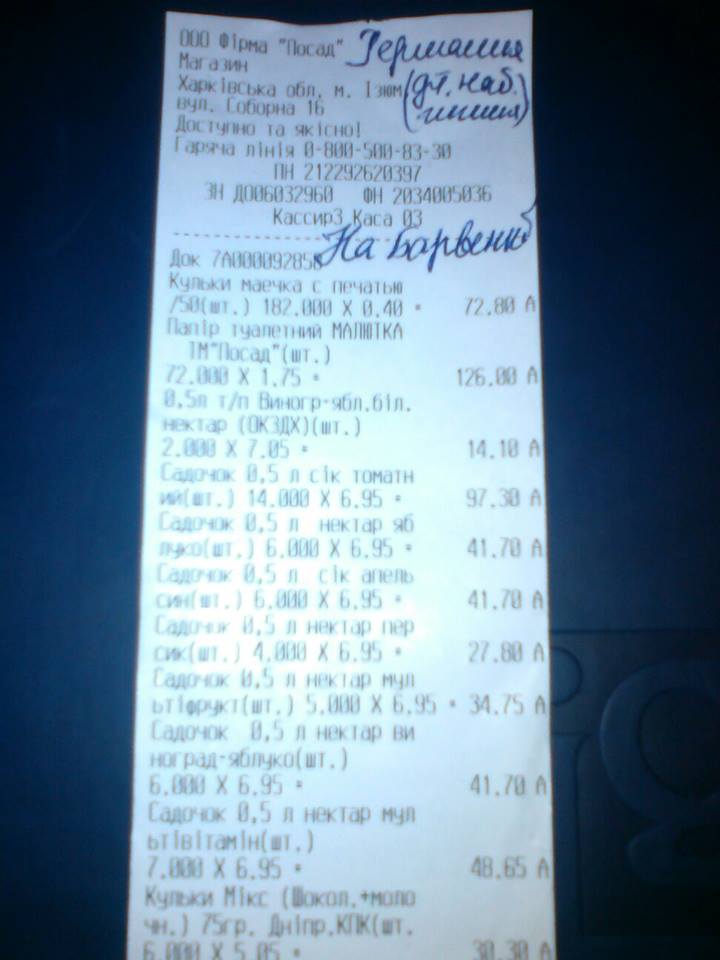 ООО Фірма "Посад" Германия
Магазин
Харківська обл. м. Ізюм (дт. наб.
вул. Соборна 16
Доступно та якісно!
Гаряча лінія 0-800-500-83-30
ПН 212292620397
ЗН ДО06032960 ФН 2034005036
Кассир3 Каса 03
На Барвенк
Док 7А000092858
Кульки маечка с печатью
/50(шт.) 182.000 X 0.40 = 72.80 А
Папір туалетний МАЛЮТКА
ТМ"Посад"(шт.)
72.000 X 1.75 = 126.00 А
0,5л т/п Виногр-ябл.біл.
нектар (ОКЗДХ)(шт.)
2.000 X 7.05 = 14.10 А
Садочок 0,5 л сік томатн
ий(шт.) 14.000 X 6.95 = 97.30 А
Садочок 0,5 л нектар яб
луко(шт.) 6.000 X 6.95 = 41.70 А
Садочок 0,5 л сік апель
син(шт.) 6.000 X 6.95 = 41.70 А
Садочок 0,5 л нектар пер
сик(шт.) 4.000 X 6.95 = 27.80 А
Садочок 0,5 л нектар мул
ьтіфрукт(шт.) 5.000 X 6.95 = 34.75 А
Садочок 0,5 л нектар ви
ноград-яблуко(шт.)
6.000 X 6.95 = 41.70 А
Садочок 0,5 л нектар мул
ьтівітамін(шт.)
7.000 X 6.95 = 48.65 А
Кульки Мікс (Шокол.+моло
чн.) 75гр. Дніпр.КПК(шт.
6.000 X 5.05 = 30.30 А